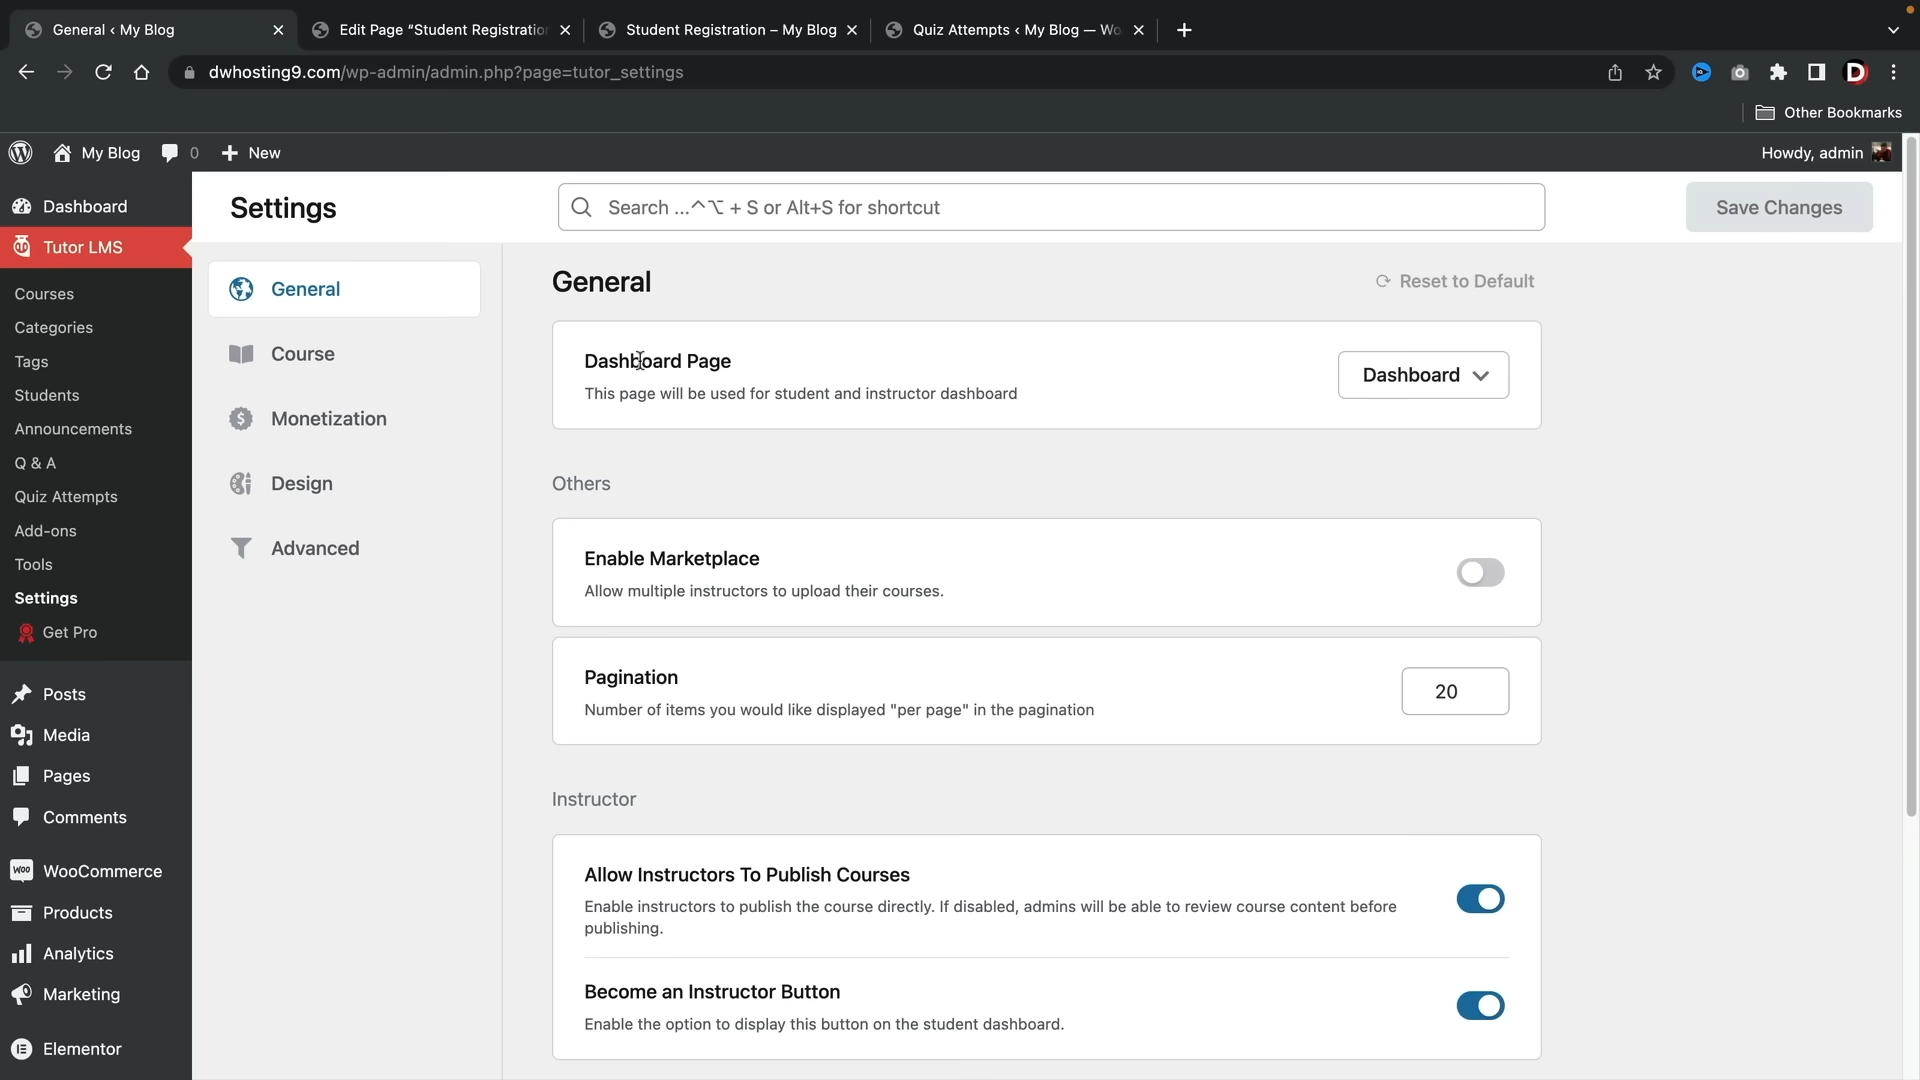 General ‹ My Blog
Edit Page “Student Registratio
Student Registration – My Blog
Quiz Attempts ‹ My Blog — Wo
dwhosting9.com/wp-admin/admin.php?page=tutor_settings
Other Bookmarks
My Blog
0
New
Howdy, admin
Dashboard
Tutor LMS
Courses
Categories
Tags
Students
Announcements
Q & A
Quiz Attempts
Add-ons
Tools
Settings
Get Pro
Posts
Media
Pages
Comments
WooCommerce
Products
Analytics
Marketing
Elementor
Settings
Search ...^⌥ + S or Alt+S for shortcut
Save Changes
General
Course
Monetization
Design
Advanced
General
Reset to Default
Dashboard Page
This page will be used for student and instructor dashboard
Dashboard
Others
Enable Marketplace
Allow multiple instructors to upload their courses.
Pagination
Number of items you would like displayed "per page" in the pagination
20
Instructor
Allow Instructors To Publish Courses
Enable instructors to publish the course directly. If disabled, admins will be able to review course content before
publishing.
Become an Instructor Button
Enable the option to display this button on the student dashboard.